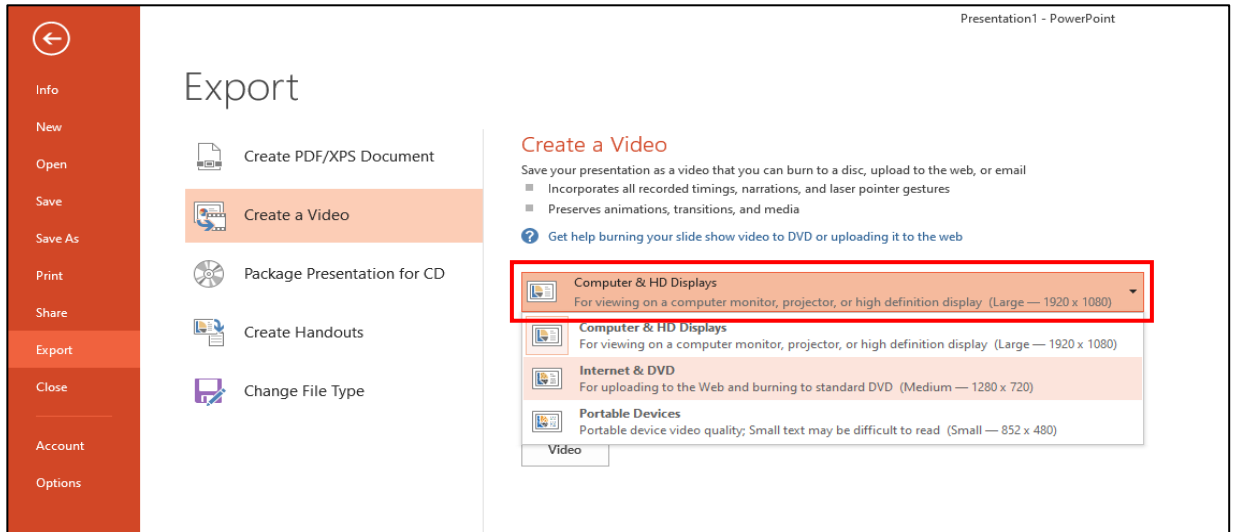 Presentation1 - PowerPoint
Info
New
Open
Save
Save As
Print
Share
Export
Close
Account
Options
Export
Create PDF/XPS Document
Create a Video
Package Presentation for CD
Create Handouts
Change File Type
Create a Video
Save your presentation as a video that you can burn to a disc, upload to the web, or email
Incorporates all recorded timings, narrations, and laser pointer gestures
Preserves animations, transitions, and media
Get help burning your slide show video to DVD or uploading it to the web
Computer & HD Displays
For viewing on a computer monitor, projector, or high definition display (Large — 1920 x 1080)
Computer & HD Displays
For viewing on a computer monitor, projector, or high definition display (Large — 1920 x 1080)
Internet & DVD
For uploading to the Web and burning to standard DVD (Medium — 1280 x 720)
Portable Devices
Portable device video quality; Small text may be difficult to read (Small — 852 x 480)
Video